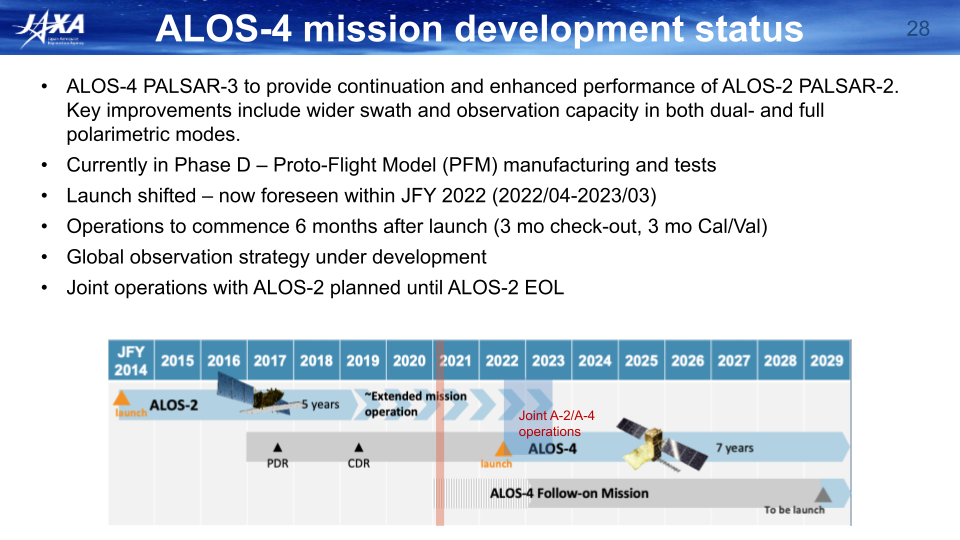 JAXA
ALOS-4 mission development status
28
• ALOS-4 PALSAR-3 to provide continuation and enhanced performance of ALOS-2 PALSAR-2.
Key improvements include wider swath and observation capacity in both dual- and full
polarimetric modes.
• Currently in Phase D – Proto-Flight Model (PFM) manufacturing and tests
• Launch shifted – now foreseen within JFY 2022 (2022/04-2023/03)
• Operations to commence 6 months after launch (3 mo check-out, 3 mo Cal/Val)
• Global observation strategy under development
• Joint operations with ALOS-2 planned until ALOS-2 EOL
JFY
2014 2015 2016 2017 2018 2019 2020 2021 2022 2023 2024 2025 2026 2027 2028 2029
launch ALOS-2 5 years
~Extended mission
operation
Joint A-2/A-4
operations
PDR CDR launch ALOS-4 7 years
ALOS-4 Follow-on Mission
To be launch